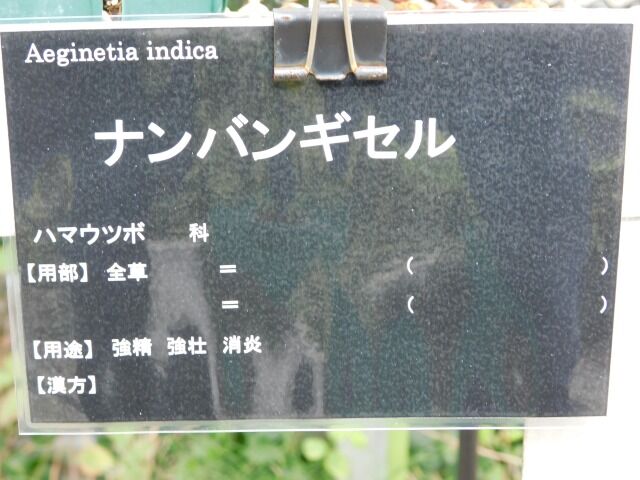 Aeginetia indica
ナンバンギセル
ハマウツボ 科
【用部】 全草 ＝ （ ）
＝ （ ）
【用途】 強精 強壮 消炎
【漢方】